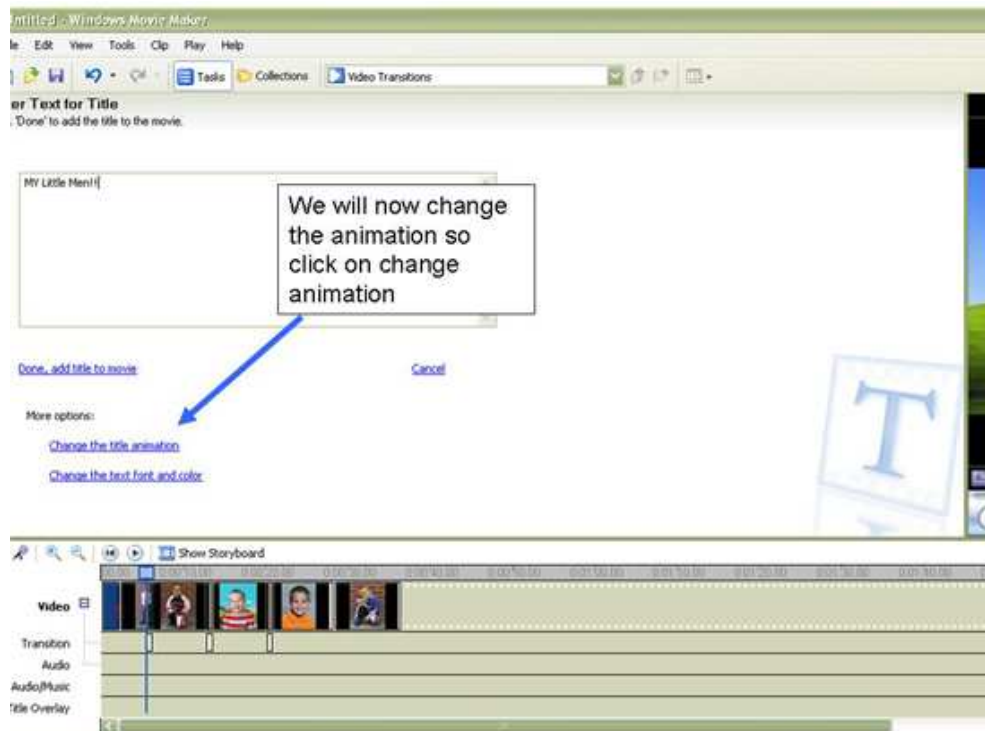 Untitled - Windows Movie Maker
le Edit View Tools Clip Play Help
Tasks Collections Video Transitions
er Text for Title
'Done' to add the title to the movie.
MY Little Men!!
We will now change
the animation so
click on change
animation
Done, add title to movie Cancel
More options:
Change the title animation
Change the text font and color
T
Show Storyboard
Video
Transition
Audio
Audio/Music
Title Overlay